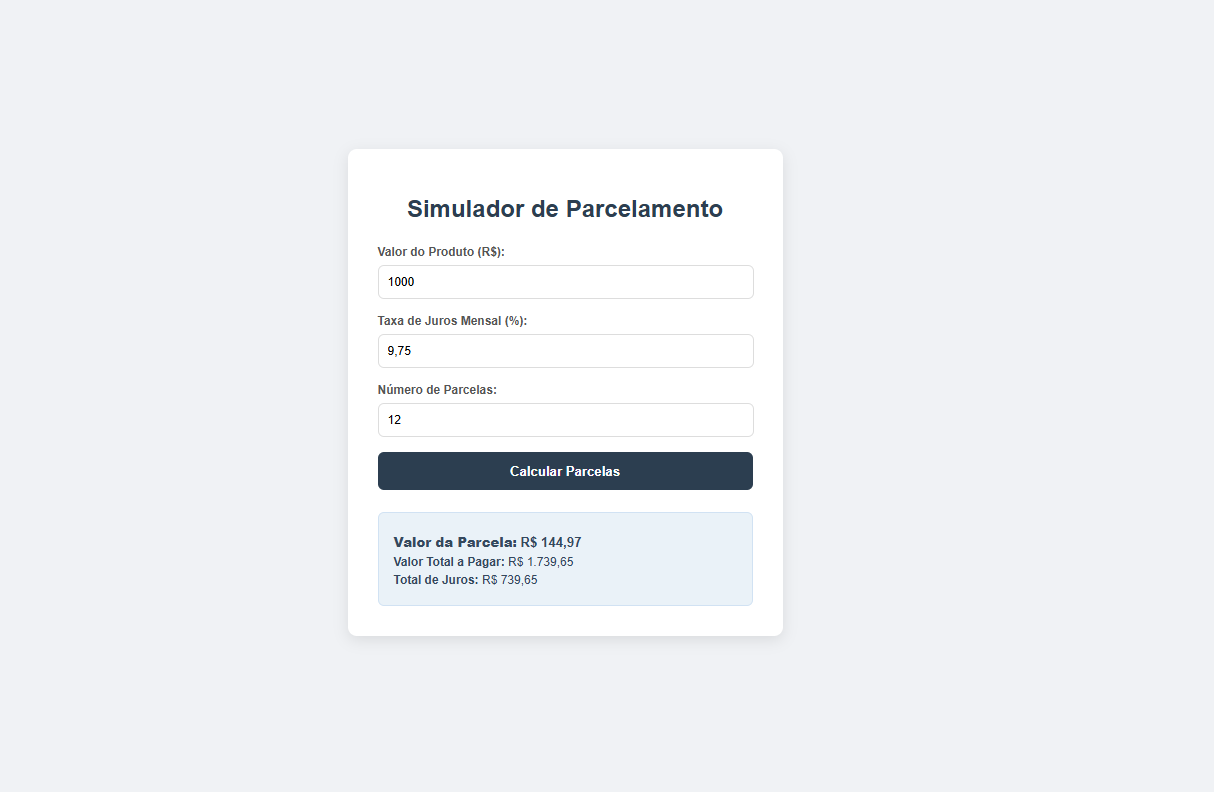 Simulador de Parcelamento
Valor do Produto (R$):
1000
Taxa de Juros Mensal (%):
9,75
Número de Parcelas:
12
Calcular Parcelas
Valor da Parcela: R$ 144,97
Valor Total a Pagar: R$ 1.739,65
Total de Juros: R$ 739,65